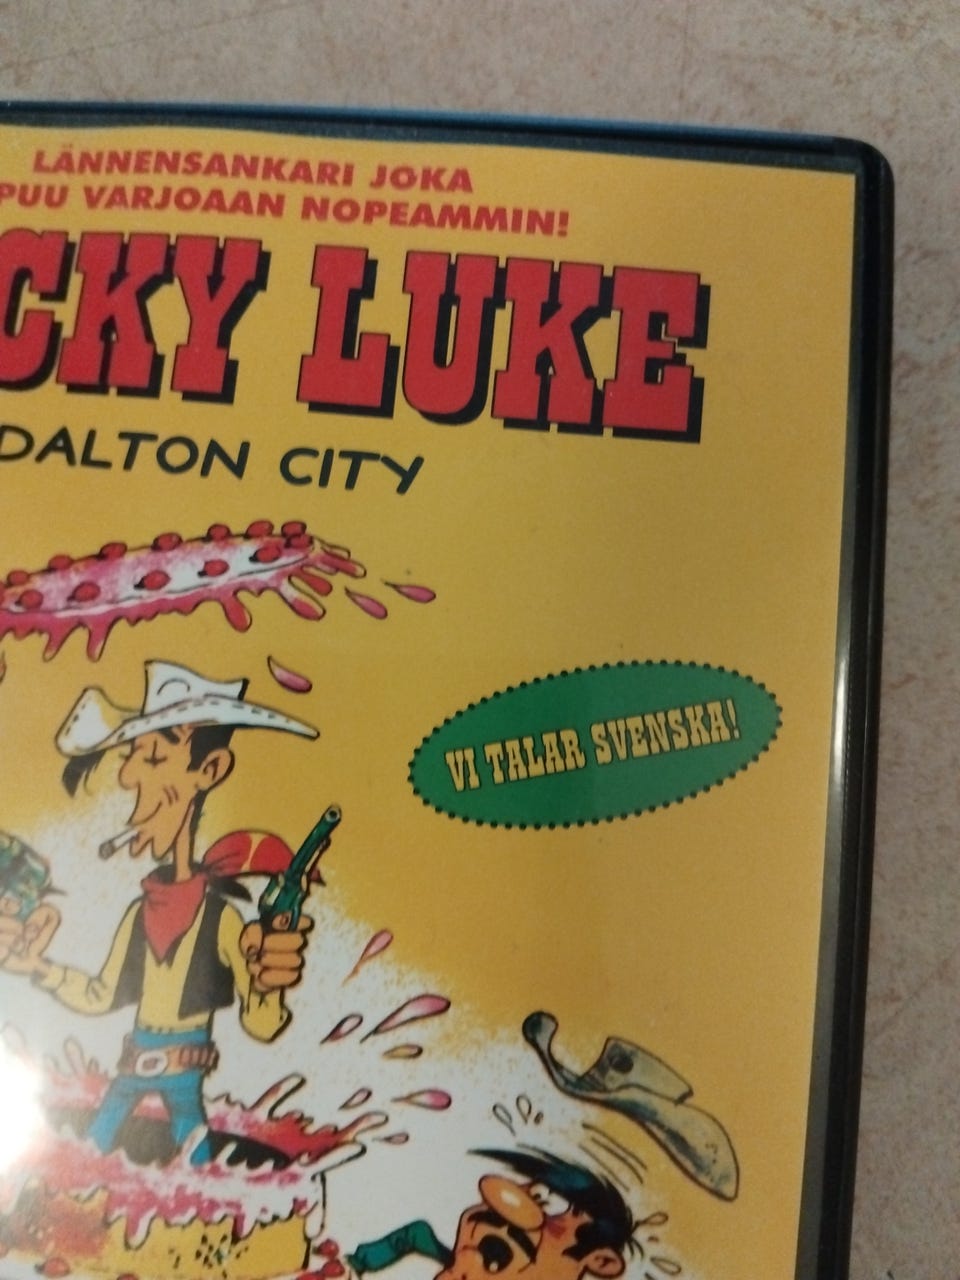 LÄNNENSANKARI JOKA
PUU VARJOAAN NOPEAMMIN!
CKY LUKE
DALTON CITY
VI TALAR SVENSKA!